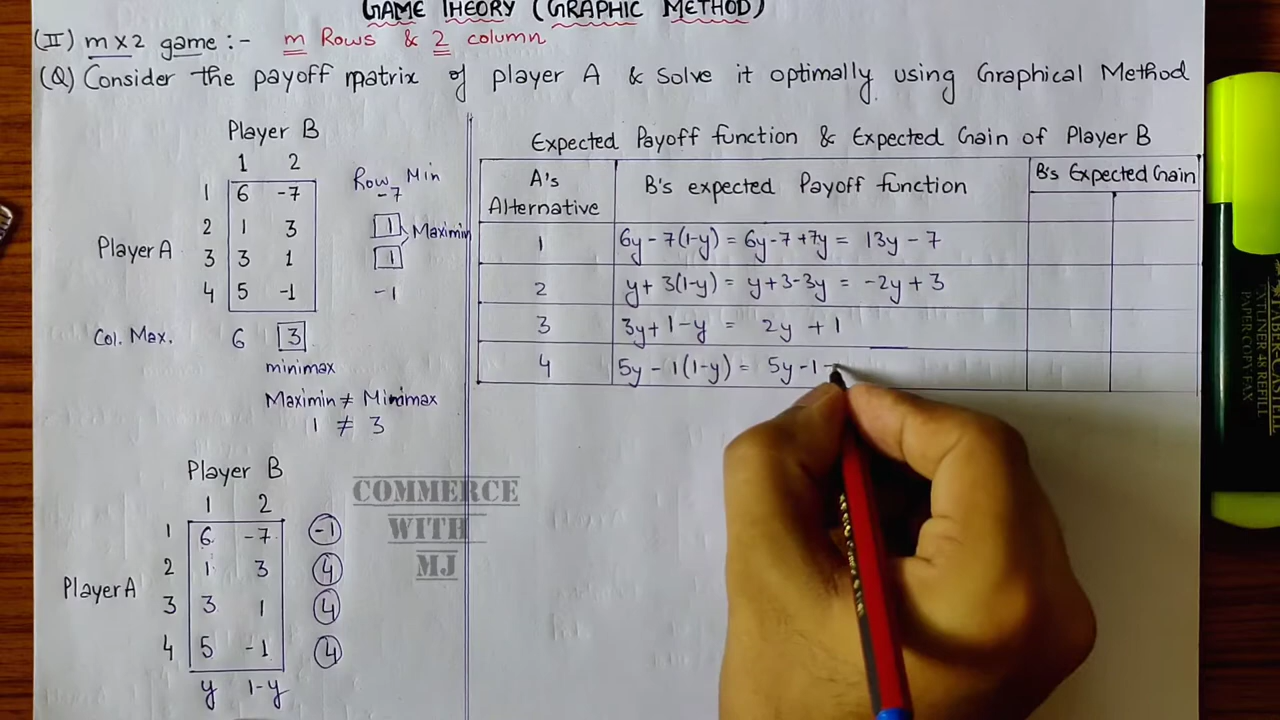 GAME THEORY (GRAPHIC METHOD)
(II) m x 2 game :- m Rows & 2 column
(Q) Consider the payoff matrix of player A & Solve it optimally using Graphical Method
Player B
1 2
1 6 -7
2 1 3
Player A 3 3 1
4 5 -1
Row Min
-7
1 Maximin
1
-1
Col. Max. 6 3
minimax
Maximin ≠ Minimax
1 ≠ 3
Player B
1 2
1 6 -7 -1
2 1 3 4
Player A 3 3 1 4
4 5 -1 4
y 1-y
COMMERCE
WITH
MJ
Expected Payoff function & Expected Gain of Player B
A's Alternative B's expected Payoff function B's Expected Gain
1 6y - 7(1-y) = 6y-7+7y = 13y - 7
2 y + 3(1-y) = y+3-3y = -2y + 3
3 3y + 1-y = 2y + 1
4 5y - 1(1-y) = 5y -1
PAPER COPY FAX